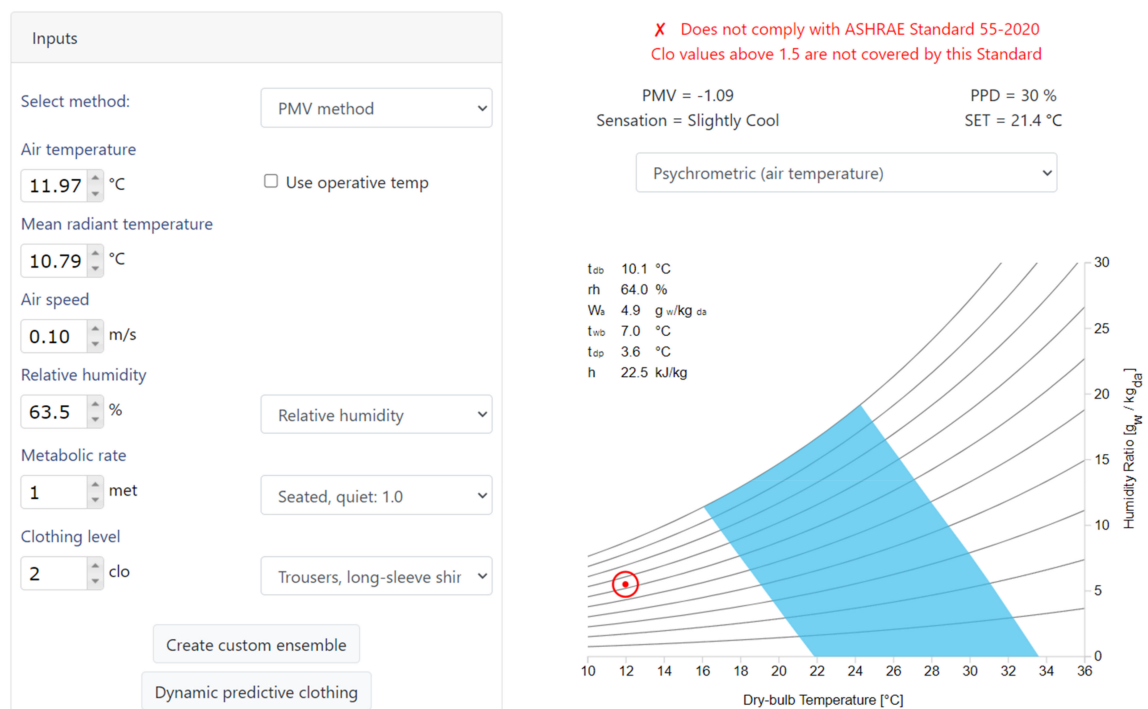 Inputs
Select method:
PMV method
Air temperature
11.97 °C
Use operative temp
Mean radiant temperature
10.79 °C
Air speed
0.10 m/s
Relative humidity
63.5 %
Relative humidity
Metabolic rate
1 met
Seated, quiet: 1.0
Clothing level
2 clo
Trousers, long-sleeve shir
Create custom ensemble
Dynamic predictive clothing
✗ Does not comply with ASHRAE Standard 55-2020
Clo values above 1.5 are not covered by this Standard
PMV = -1.09
PPD = 30 %
Sensation = Slightly Cool
SET = 21.4 °C
Psychrometric (air temperature)
tdb 10.1 °C
rh 64.0 %
Wa 4.9 g w/kg da
twb 7.0 °C
tdp 3.6 °C
h 22.5 kJ/kg
30
25
20
15
10
5
0
Humidity Ratio [gw / kgda]
10 12 14 16 18 20 22 24 26 28 30 32 34 36
Dry-bulb Temperature [°C]